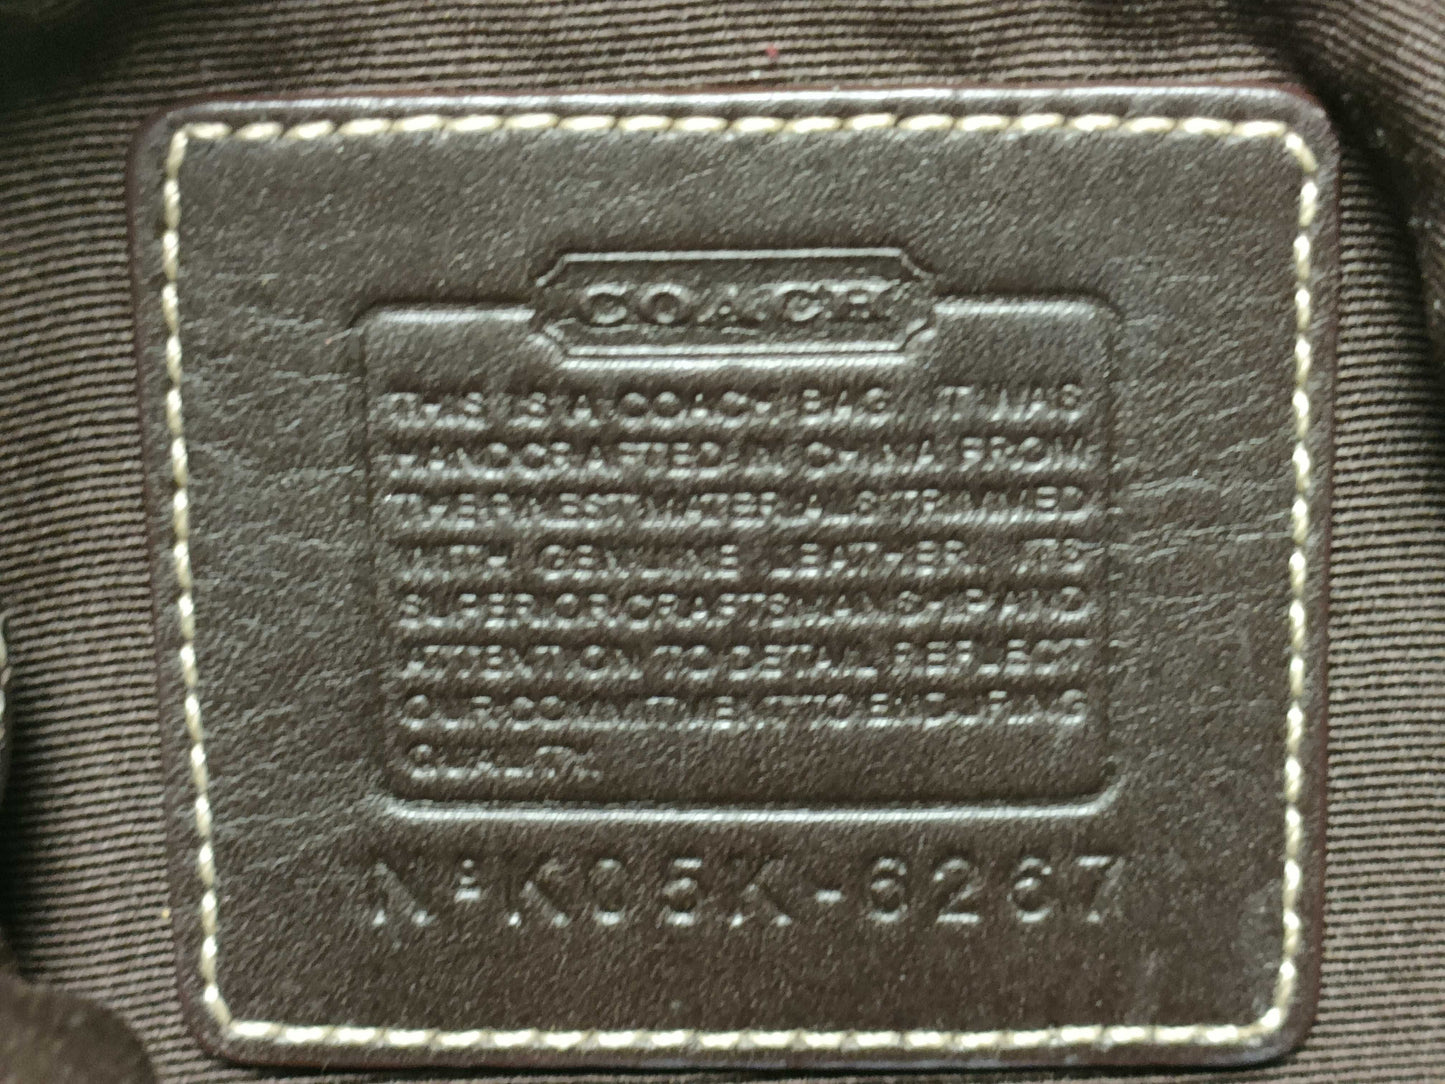 COACH
THIS IS A COACH BAG. IT WAS
HANDCRAFTED IN CHINA FROM
THE FINEST MATERIALS TRIMMED
WITH GENUINE LEATHER. ITS
SUPERIOR CRAFTSMANSHIP AND
ATTENTION TO DETAIL REFLECT
OUR COMMITMENT TO ENDURING
QUALITY.
Nº K05K-6267